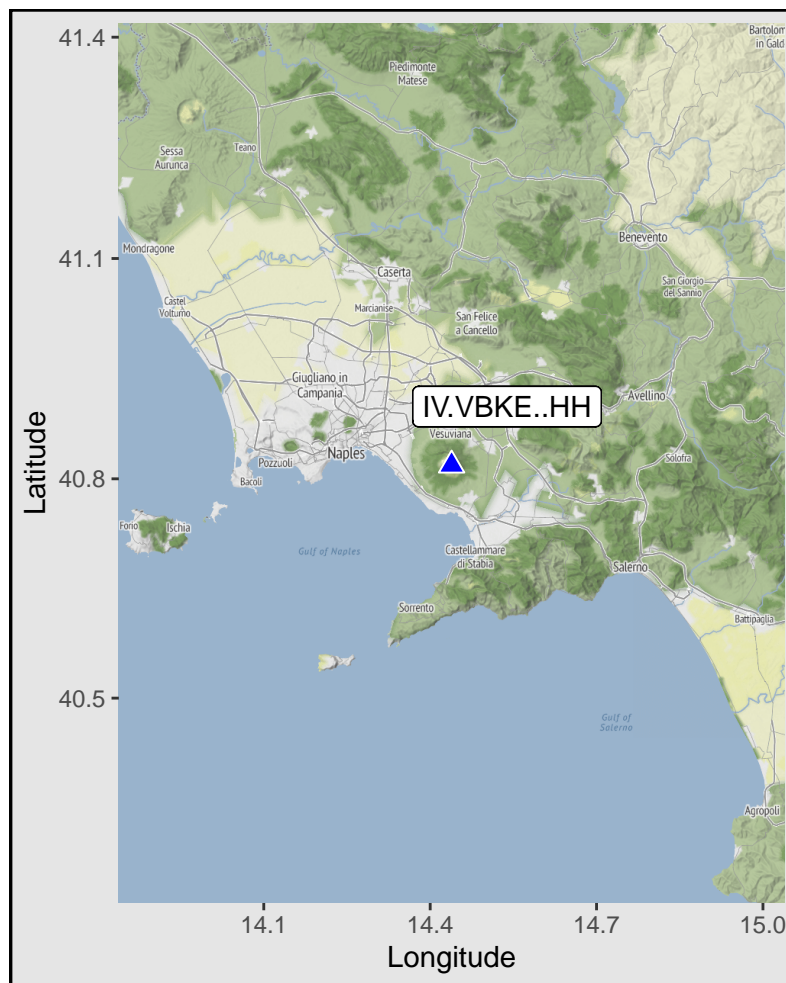 41.4
41.1
40.8
40.5
Latitude
14.1
14.4
14.7
15.0
Longitude
Bartolom
in Gald
Piedimonte
Matese
Sessa
Aurunca
Teano
Mondragone
Benevento
Caserta
San Giorgio
del Sannio
Castel
Volturno
Marcianise
San Felice
a Cancello
Giugliano in
Campania
Avellino
IV.VBKE..HH
Vesuviana
Naples
Pozzuoli
Solofra
Bacoli
Forio
Ischia
Gulf of Naples
Castellammare
di Stabia
Salerno
Sorrento
Battipaglia
Gulf of
Salerno
Agropoli